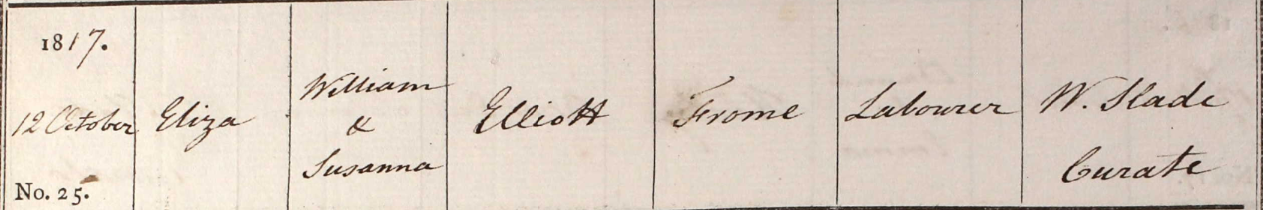 1817.
12 October
No. 25.
Eliza
William
&
Susanna
Elliott
Frome
Labourer
W. Slade
Curate